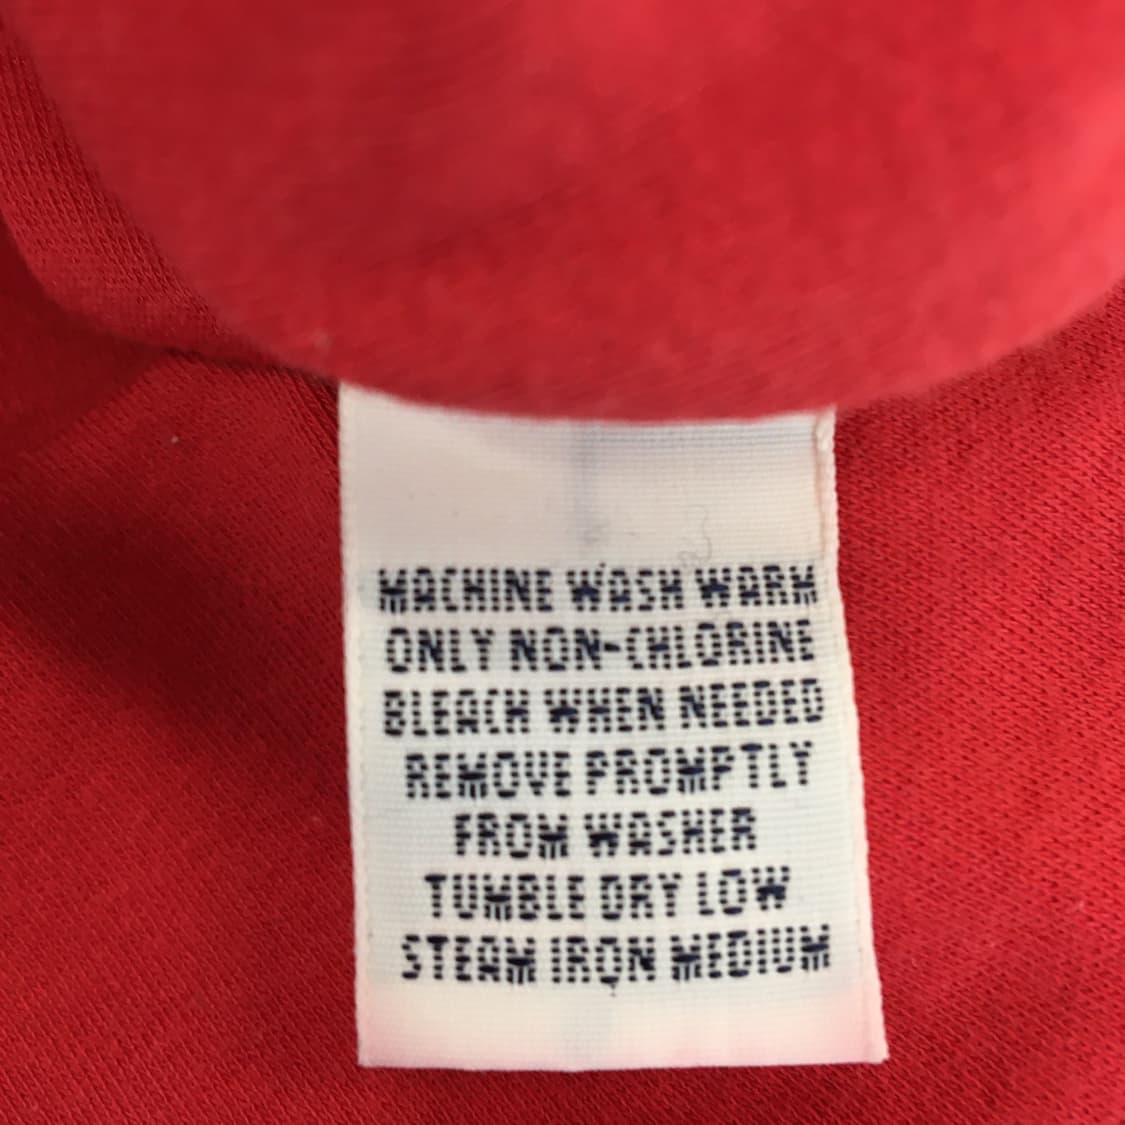 MACHINE WASH WARM
ONLY NON-CHLORINE
BLEACH WHEN NEEDED
REMOVE PROMPTLY
FROM WASHER
TUMBLE DRY LOW
STEAM IRON MEDIUM